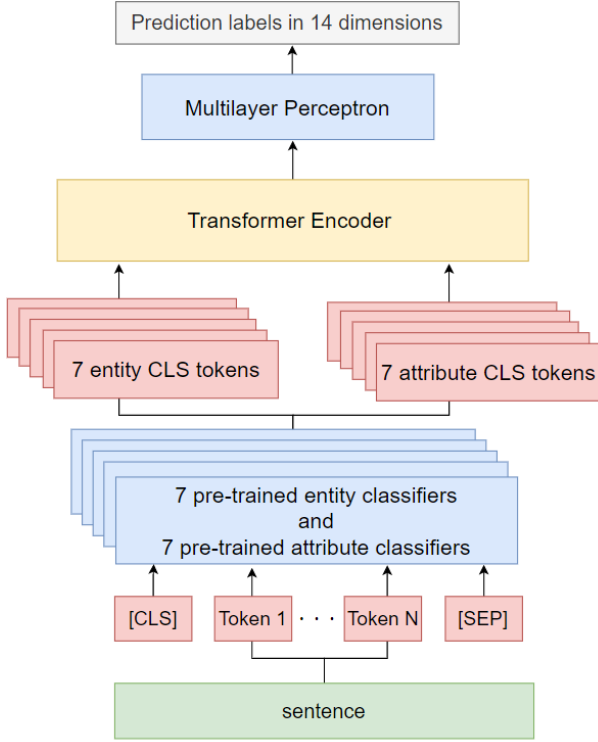 Prediction labels in 14 dimensions
Multilayer Perceptron
Transformer Encoder
7 entity CLS tokens
7 attribute CLS tokens
7 pre-trained entity classifiers
and
7 pre-trained attribute classifiers
[CLS] Token 1 · · · Token N [SEP]
sentence